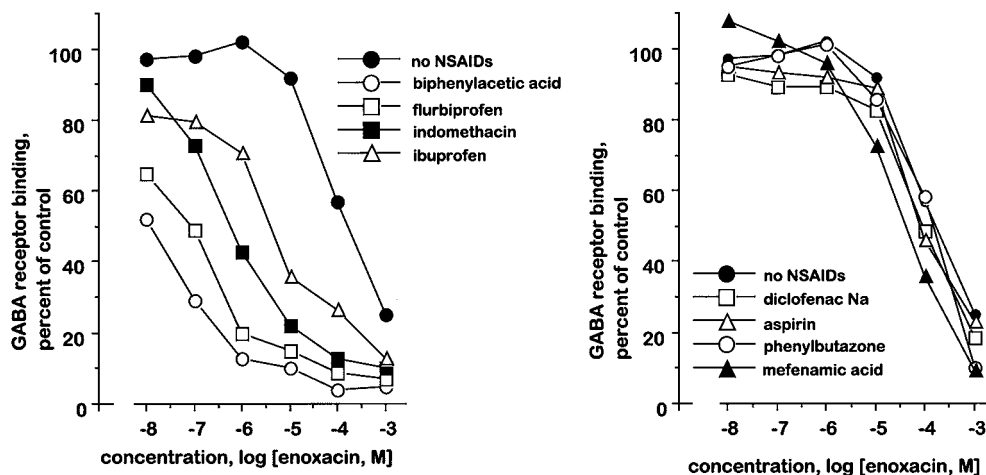 GABA receptor binding,
percent of control
100
80
60
40
20
0
no NSAIDs
biphenylacetic acid
flurbiprofen
indomethacin
ibuprofen
-8 -7 -6 -5 -4 -3
concentration, log [enoxacin, M]
GABA receptor binding,
percent of control
100
80
60
40
20
0
no NSAIDs
diclofenac Na
aspirin
phenylbutazone
mefenamic acid
-8 -7 -6 -5 -4 -3
concentration, log [enoxacin, M]